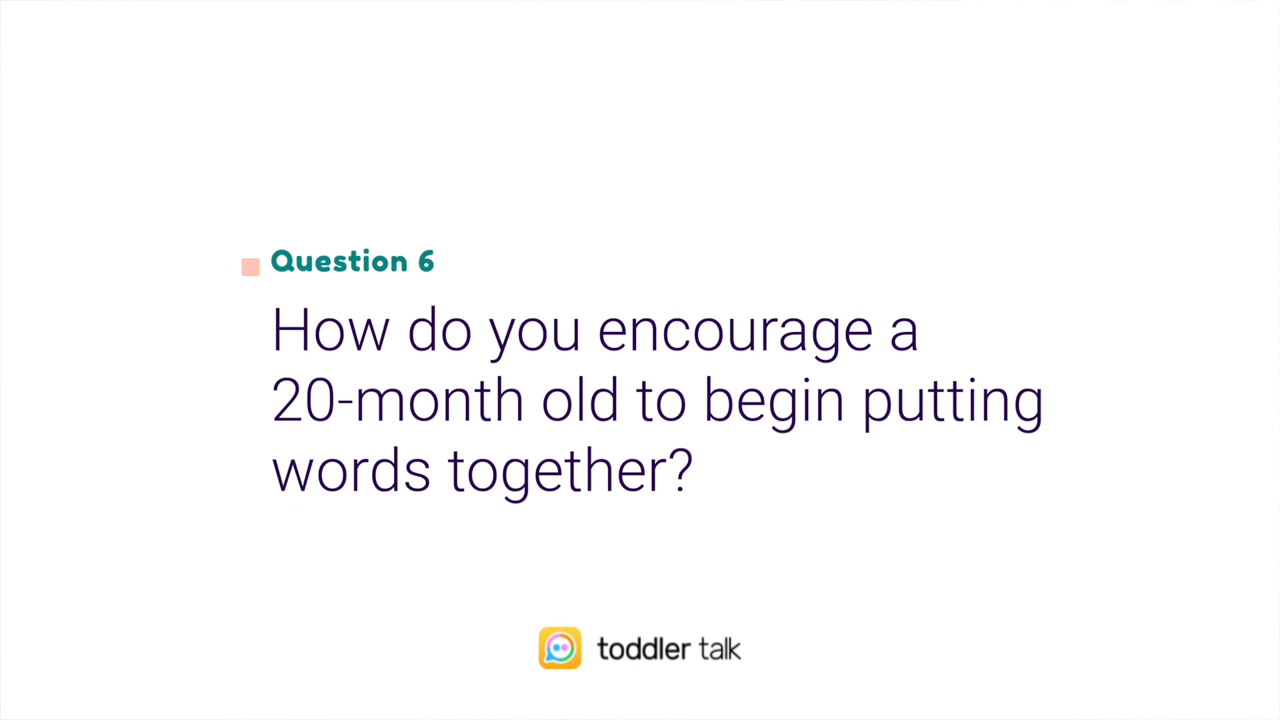 Question 6
How do you encourage a
20-month old to begin putting
words together?
toddler talk